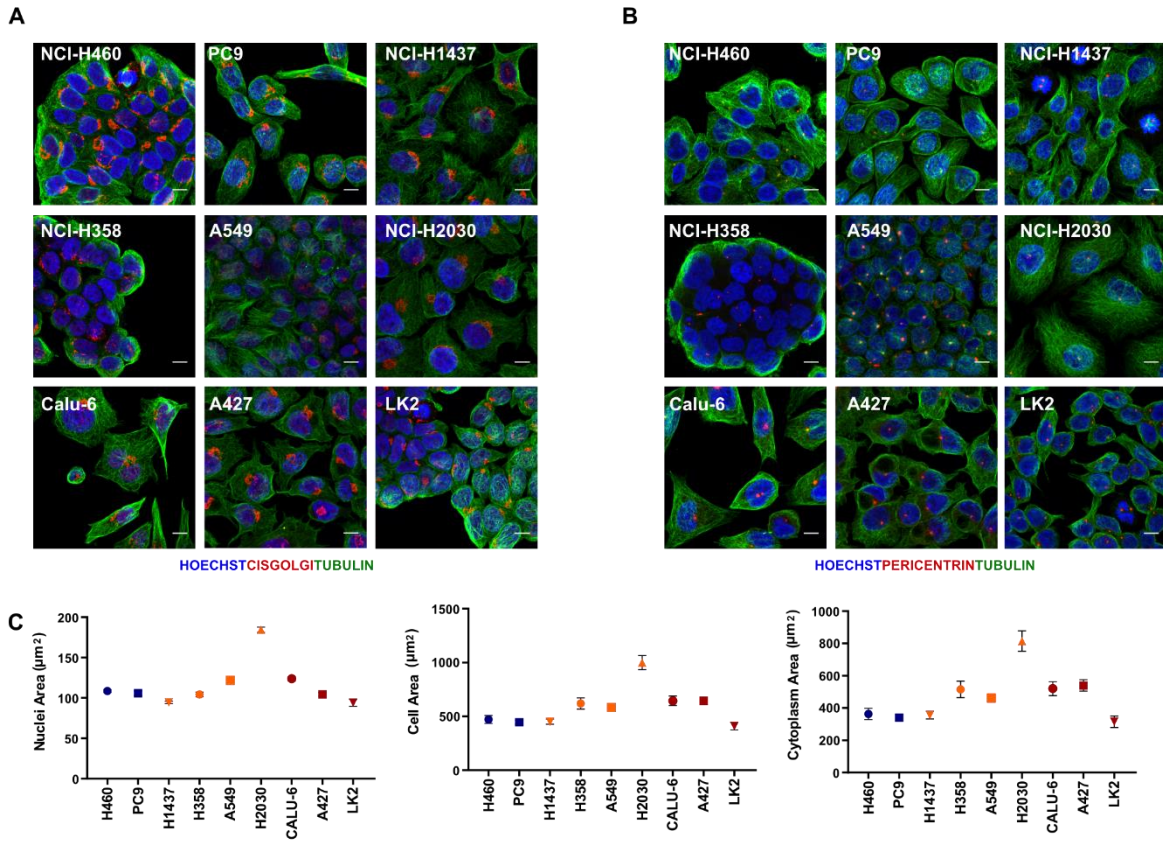 A
B
NCI-H460 PC9 NCI-H1437
NCI-H460 PC9 NCI-H1437
NCI-H358 A549 NCI-H2030
NCI-H358 A549 NCI-H2030
Calu-6 A427 LK2
Calu-6 A427 LK2
HOECHSTCISGOLGITUBULIN
HOECHSTPERICENTRINTUBULIN
C
Nuclei Area (µm²)
200
150
100
50
0
H460 PC9 H1437 H358 A549 H2030 CALU-6 A427 LK2
Cell Area (µm²)
1500
1000
500
0
H460 PC9 H1437 H358 A549 H2030 CALU-6 A427 LK2
Cytoplasm Area (µm²)
1000
800
600
400
200
0
H460 PC9 H1437 H358 A549 H2030 CALU-6 A427 LK2